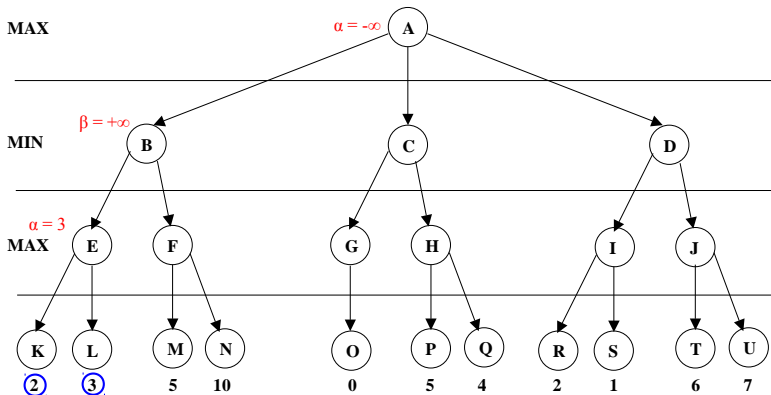 MAX α = -∞ A
β = +∞
MIN B C D
α = 3
MAX E F G H I J
K L M N O P Q R S T U
2 3 5 10 0 5 4 2 1 6 7